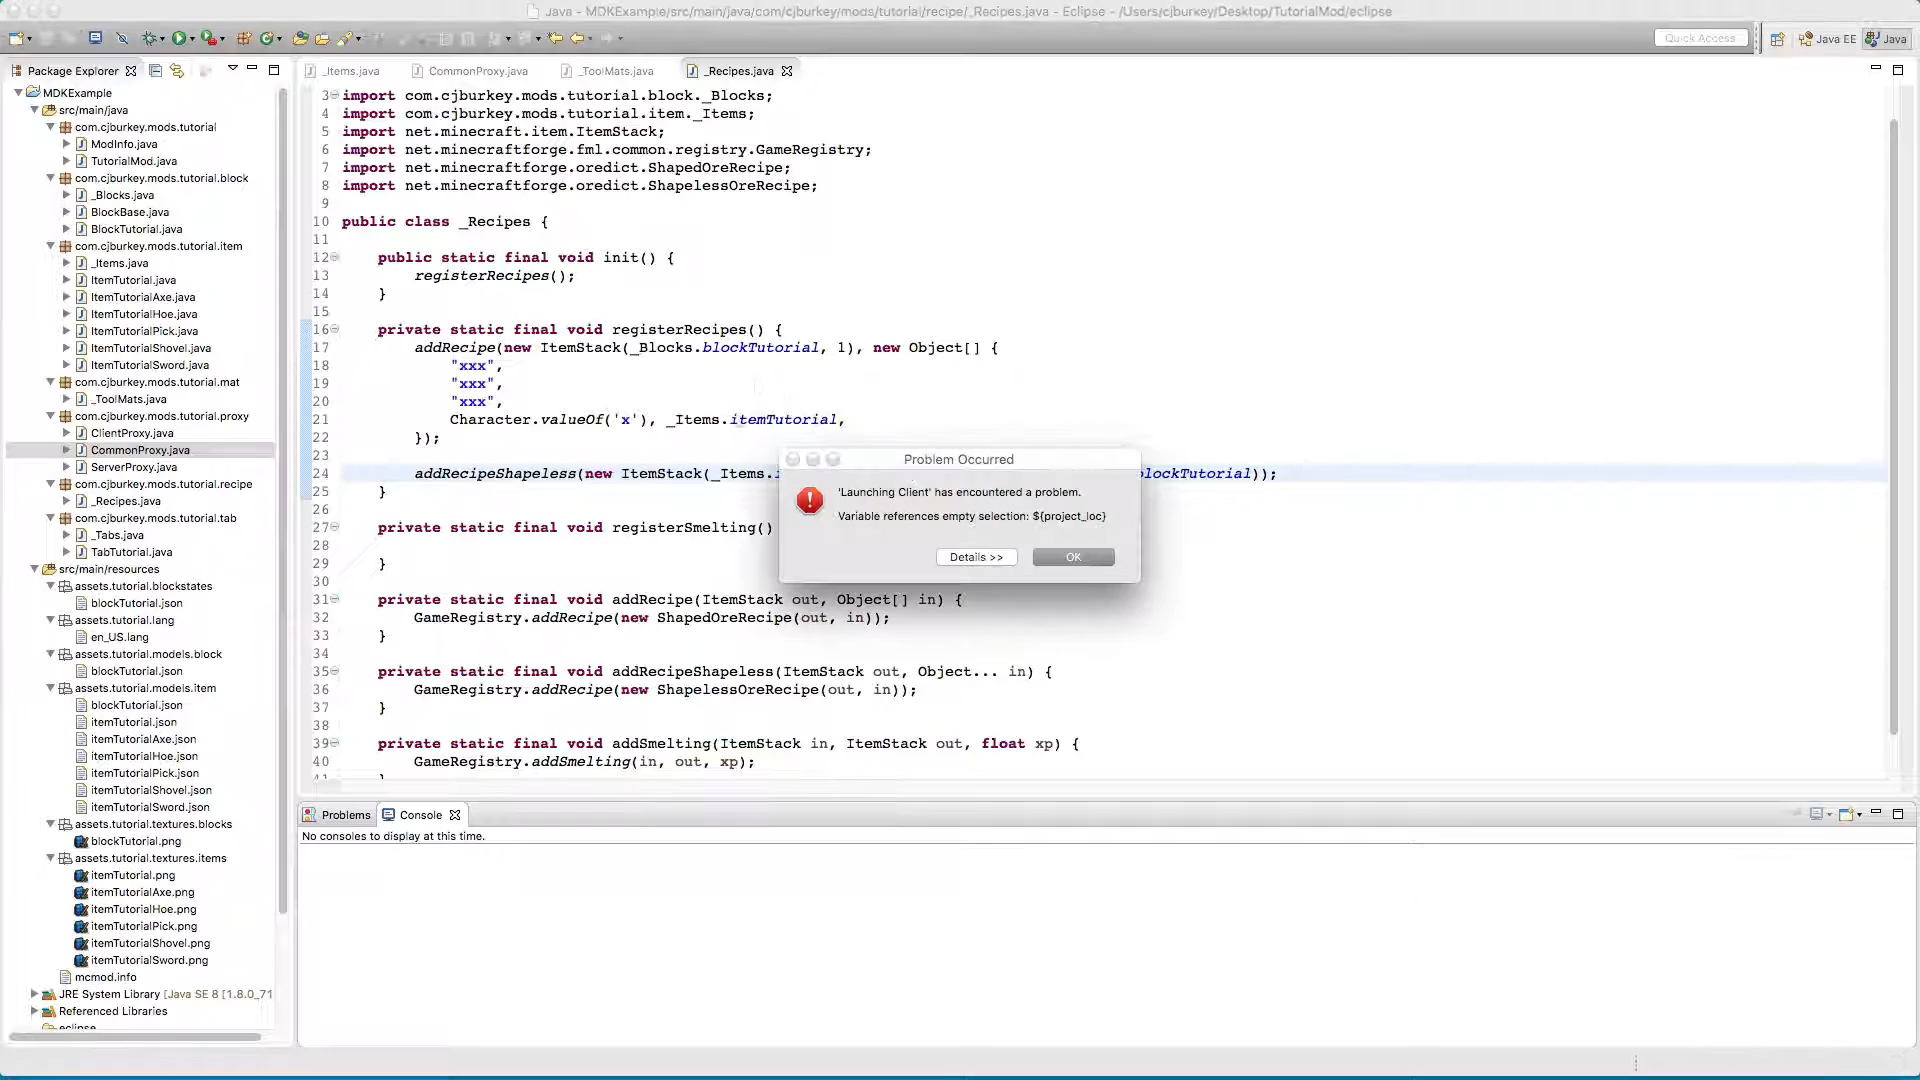 Java - MDKExample/src/main/java/com/cjburkey/mods/tutorial/recipe/_Recipes.java - Eclipse - /Users/cjburkey/Desktop/TutorialMod/eclipse
Quick Access
Java EE
Java
Package Explorer
MDKExample
src/main/java
com.cjburkey.mods.tutorial
ModInfo.java
TutorialMod.java
com.cjburkey.mods.tutorial.block
_Blocks.java
BlockBase.java
BlockTutorial.java
com.cjburkey.mods.tutorial.item
_Items.java
ItemTutorial.java
ItemTutorialAxe.java
ItemTutorialHoe.java
ItemTutorialPick.java
ItemTutorialShovel.java
ItemTutorialSword.java
com.cjburkey.mods.tutorial.mat
_ToolMats.java
com.cjburkey.mods.tutorial.proxy
ClientProxy.java
CommonProxy.java
ServerProxy.java
com.cjburkey.mods.tutorial.recipe
_Recipes.java
com.cjburkey.mods.tutorial.tab
_Tabs.java
TabTutorial.java
src/main/resources
assets.tutorial.blockstates
blockTutorial.json
assets.tutorial.lang
en_US.lang
assets.tutorial.models.block
blockTutorial.json
assets.tutorial.models.item
blockTutorial.json
itemTutorial.json
itemTutorialAxe.json
itemTutorialHoe.json
itemTutorialPick.json
itemTutorialShovel.json
itemTutorialSword.json
assets.tutorial.textures.blocks
blockTutorial.png
assets.tutorial.textures.items
itemTutorial.png
itemTutorialAxe.png
itemTutorialHoe.png
itemTutorialPick.png
itemTutorialShovel.png
itemTutorialSword.png
mcmod.info
JRE System Library [Java SE 8 [1.8.0_71
Referenced Libraries
eclipse
_Items.java
CommonProxy.java
_ToolMats.java
_Recipes.java
3 import com.cjburkey.mods.tutorial.block._Blocks;
4 import com.cjburkey.mods.tutorial.item._Items;
5 import net.minecraft.item.ItemStack;
6 import net.minecraftforge.fml.common.registry.GameRegistry;
7 import net.minecraftforge.oredict.ShapedOreRecipe;
8 import net.minecraftforge.oredict.ShapelessOreRecipe;
9
10 public class _Recipes {
11
12 public static final void init() {
13 registerRecipes();
14 }
15
16 private static final void registerRecipes() {
17 addRecipe(new ItemStack(_Blocks.blockTutorial, 1), new Object[] {
18 "xxx",
19 "xxx",
20 "xxx",
21 Character.valueOf('x'), _Items.itemTutorial,
22 });
23
24 addRecipeShapeless(new ItemStack(_Items. lockTutorial));
25 }
26
27 private static final void registerSmelting()
28
29 }
30
31 private static final void addRecipe(ItemStack out, Object[] in) {
32 GameRegistry.addRecipe(new ShapedOreRecipe(out, in));
33 }
34
35 private static final void addRecipeShapeless(ItemStack out, Object... in) {
36 GameRegistry.addRecipe(new ShapelessOreRecipe(out, in));
37 }
38
39 private static final void addSmelting(ItemStack in, ItemStack out, float xp) {
40 GameRegistry.addSmelting(in, out, xp);
41 }
Problem Occurred
'Launching Client' has encountered a problem.
Variable references empty selection: ${project_loc}
Details >>
OK
Problems
Console
No consoles to display at this time.